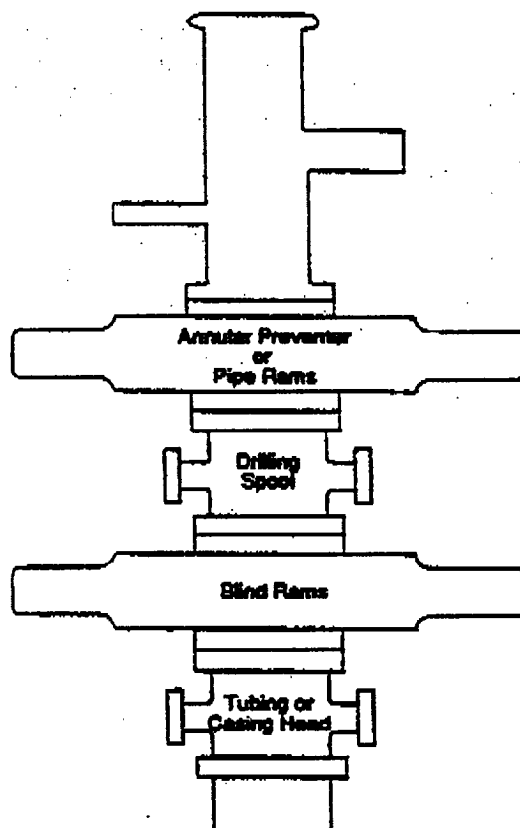 Annular Preventer
or
Pipe Rams
Drilling
Spool
Blind Rams
Tubing or
Casing Head